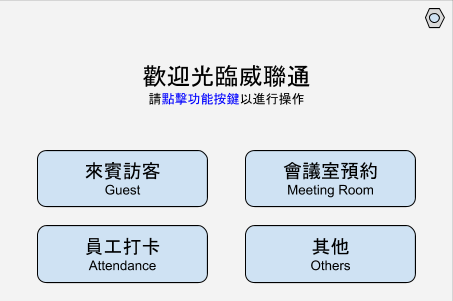 歡迎光臨威聯通
請點擊功能按鍵以進行操作
來賓訪客
Guest
會議室預約
Meeting Room
員工打卡
Attendance
其他
Others